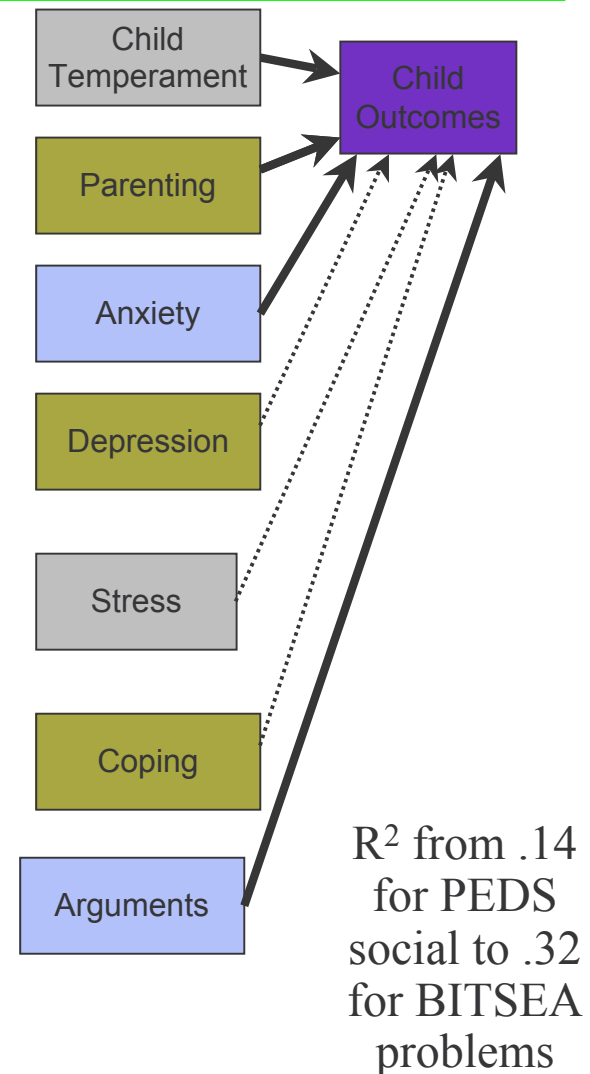 Child
Temperament
Child
Outcomes
Parenting
Anxiety
Depression
Stress
Coping
Arguments
R² from .14
for PEDS
social to .32
for BITSEA
problems